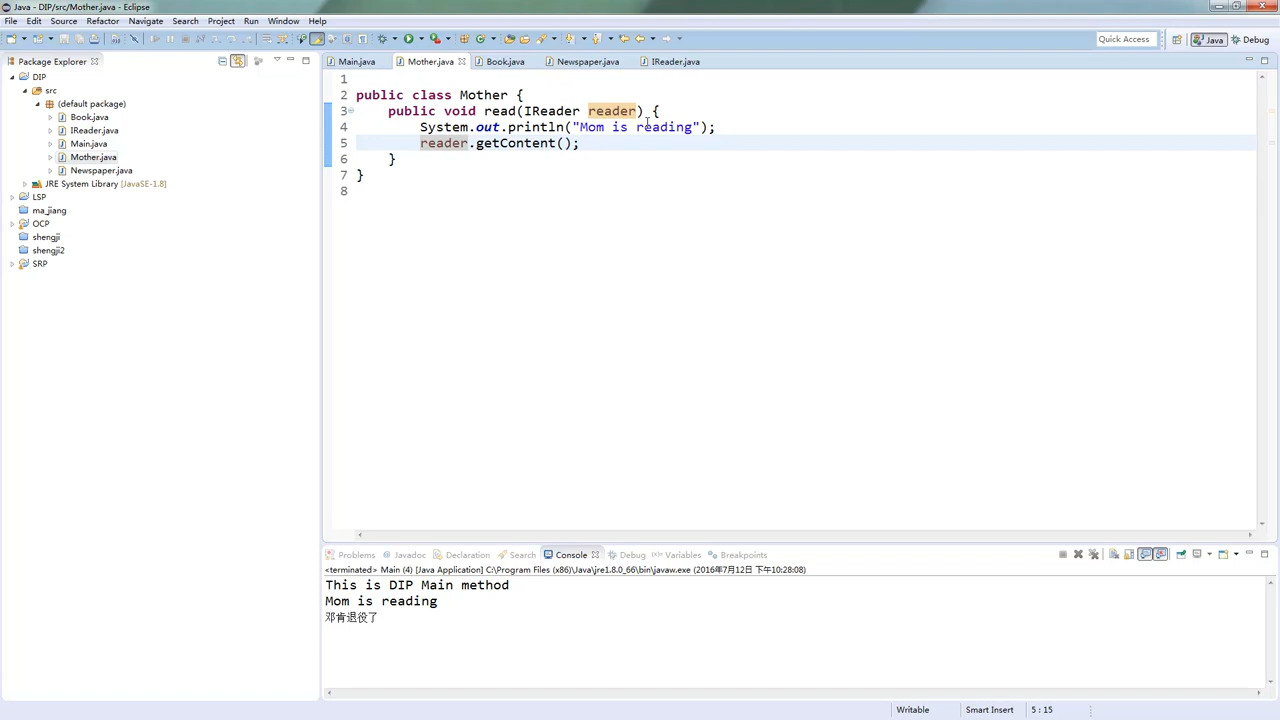 Java - DIP/src/Mother.java - Eclipse
File Edit Source Refactor Navigate Search Project Run Window Help
Quick Access Java Debug
Package Explorer
DIP
src
(default package)
Book.java
IReader.java
Main.java
Mother.java
Newspaper.java
JRE System Library [JavaSE-1.8]
LSP
ma_jiang
OCP
shengji
shengji2
SRP
Main.java Mother.java Book.java Newspaper.java IReader.java
1
2 public class Mother {
3 public void read(IReader reader) {
4 System.out.println("Mom is reading");
5 reader.getContent();
6 }
7 }
8
Problems Javadoc Declaration Search Console Debug Variables Breakpoints
<terminated> Main (4) [Java Application] C:\Program Files (x86)\Java\jre1.8.0_66\bin\javaw.exe (2016年7月12日 下午10:28:08)
This is DIP Main method
Mom is reading
邓肯退役了
Writable Smart Insert 5 : 15